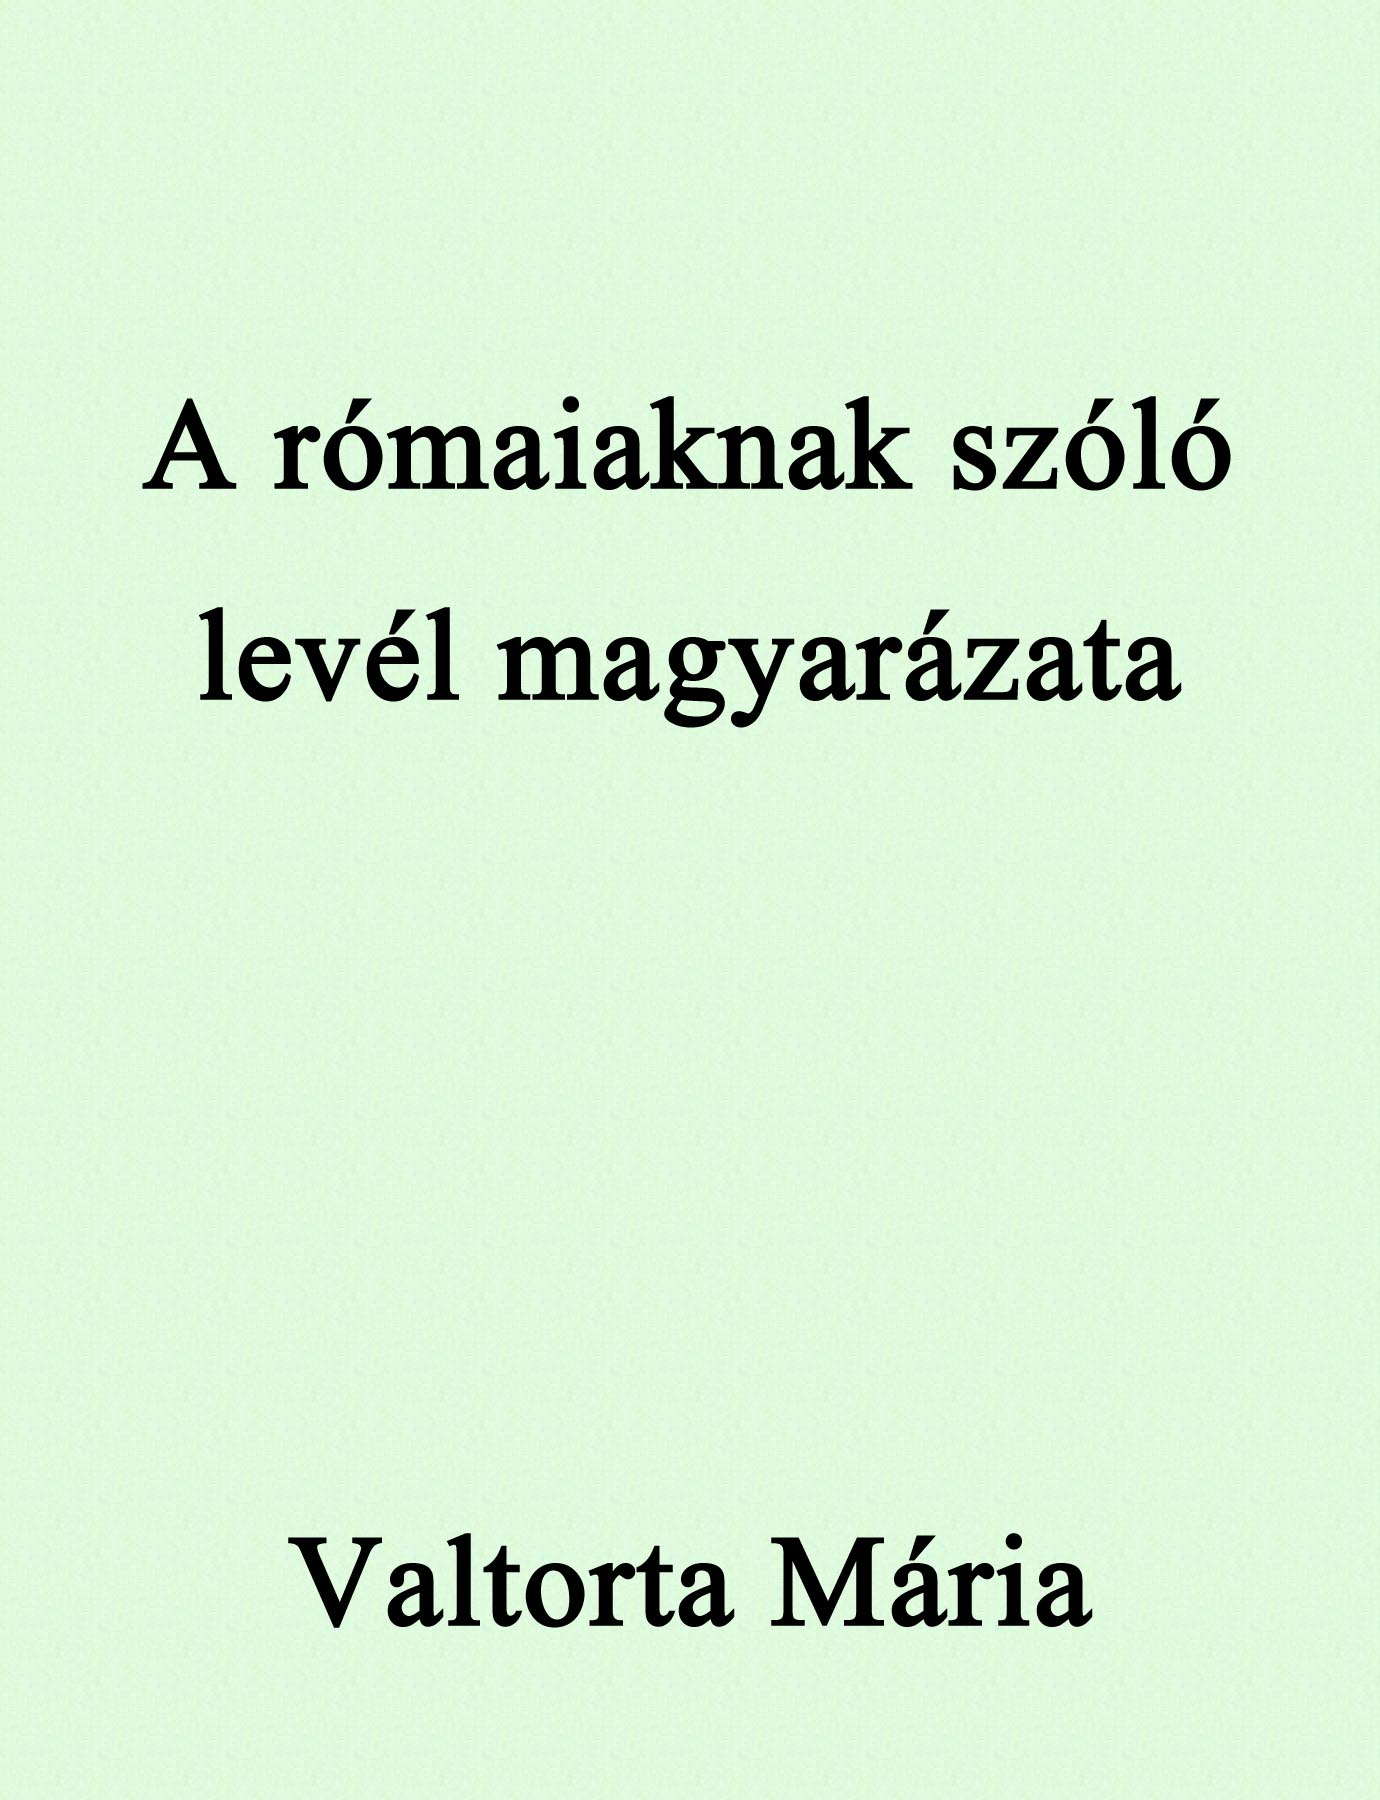 A rómaiaknak szóló
levél magyarázata
Valtorta Mária